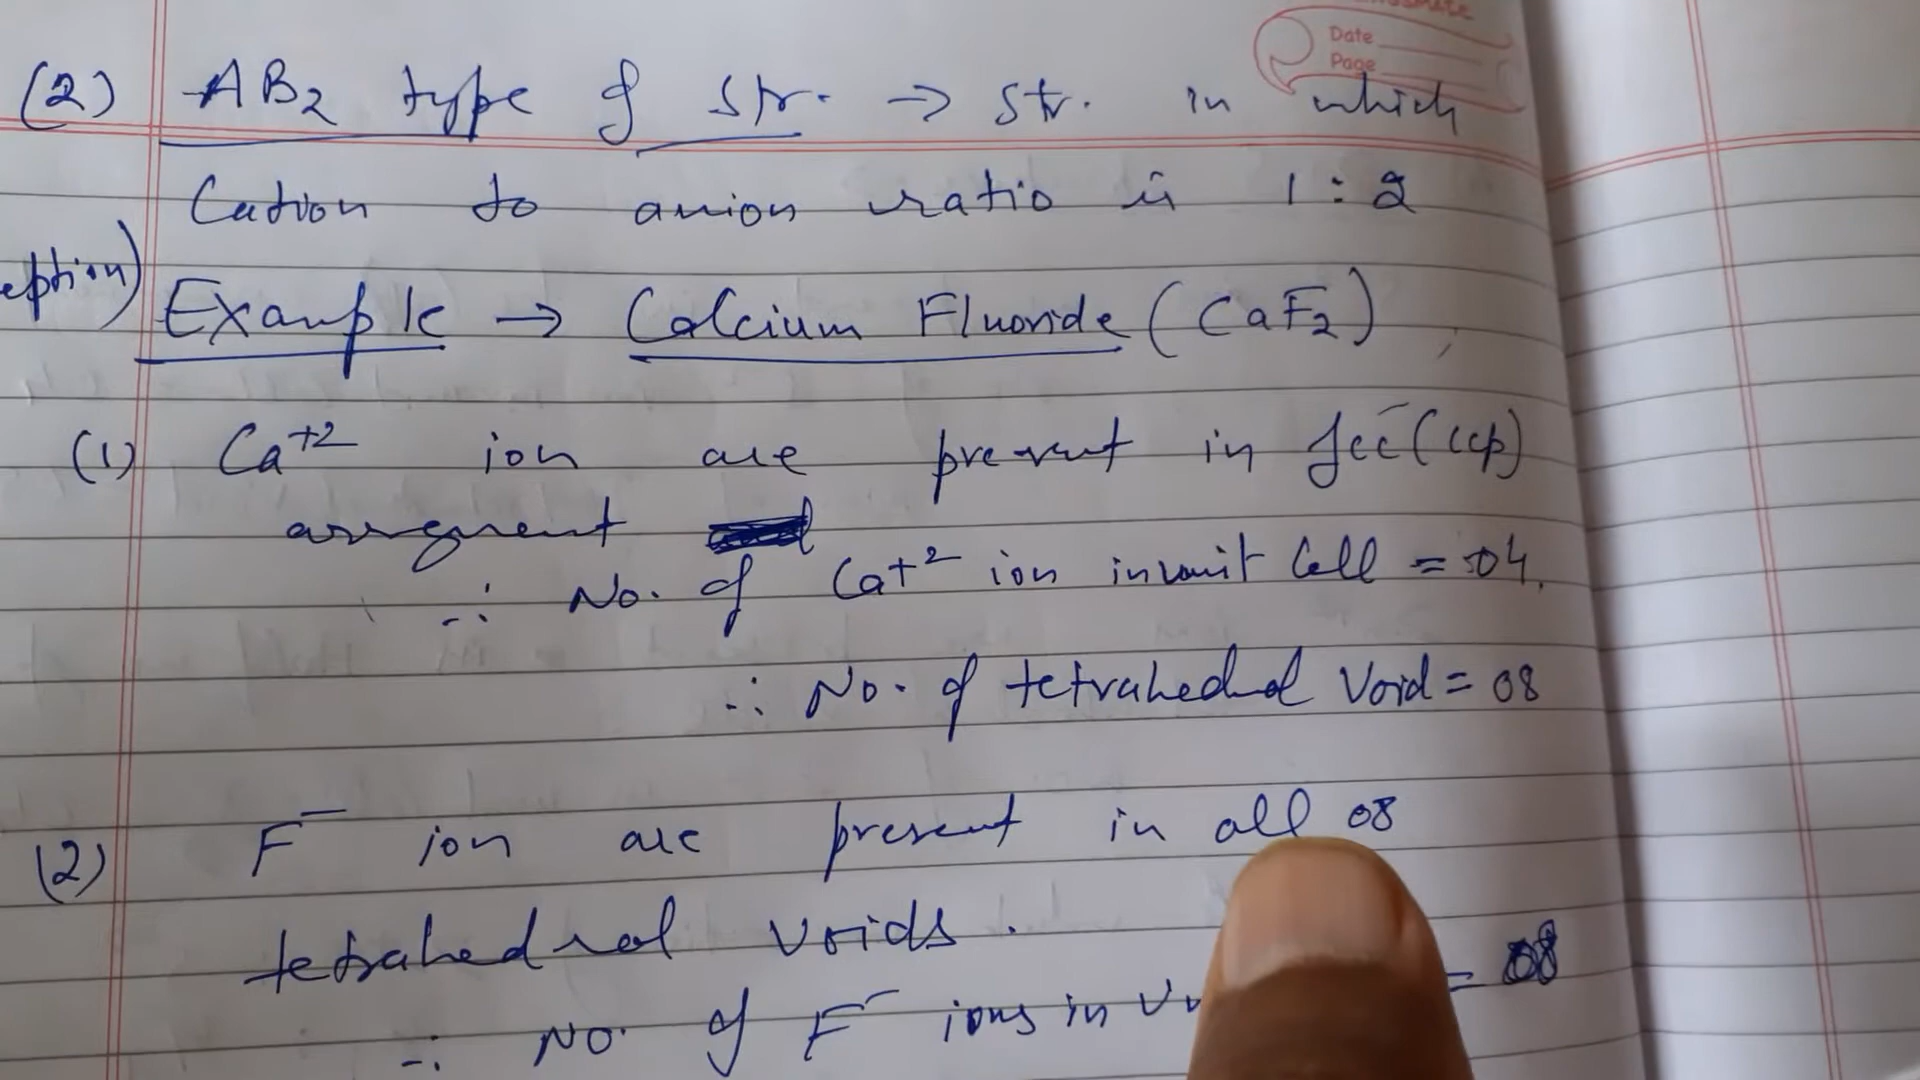 Date
Page
(2) AB2 type of str. → str. in which
Cation to anion ratio is 1 : 2
eption)
Example → Calcium Fluoride (CaF2)
(1) Ca+2 ion are present in fcc (ccp)
arrgment
∴ No. of Ca+2 ion in unit Cell = 04.
∴ No. of tetrahedral Void = 08
(2) F– ion are present in all 08
tetrahedral voids.
∴ No. of F– ions in = 08